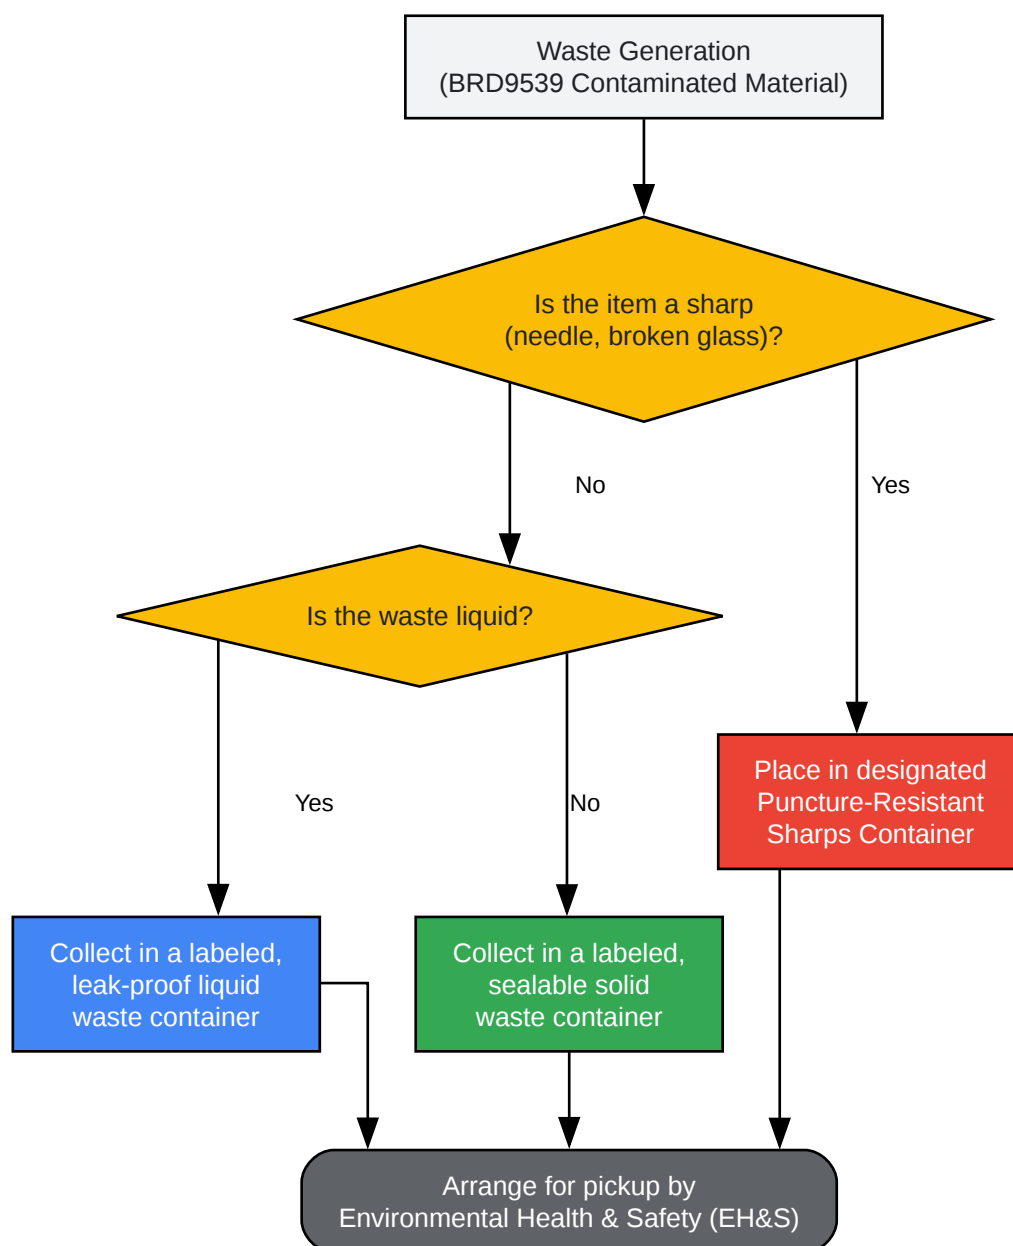 Waste Generation
(BRD9539 Contaminated Material)
Is the item a sharp
(needle, broken glass)?
No
Yes
Is the waste liquid?
Place in designated
Puncture-Resistant
Sharps Container
Yes
No
Collect in a labeled,
leak-proof liquid
waste container
Collect in a labeled,
sealable solid
waste container
Arrange for pickup by
Environmental Health & Safety (EH&S)